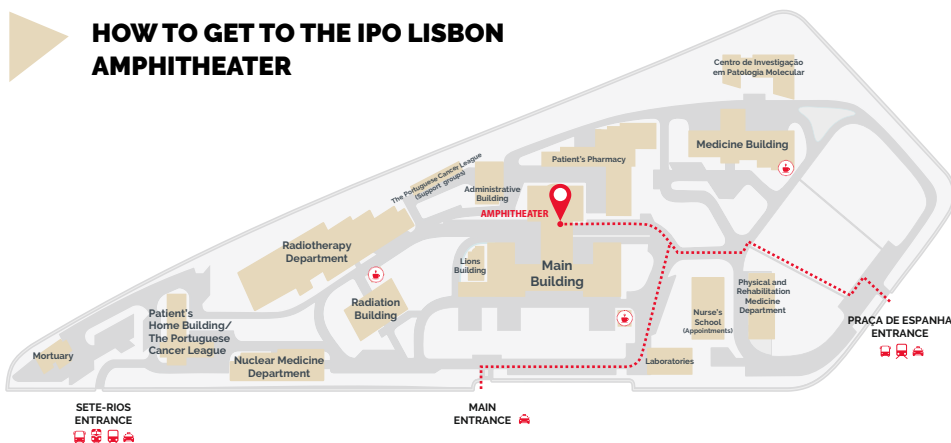 HOW TO GET TO THE IPO LISBON
AMPHITHEATER
Centro de Investigação
em Patologia Molecular
Medicine Building
Patient's Pharmacy
The Portuguese Cancer League
(Support groups)
Administrative
Building
AMPHITHEATER
Radiotherapy
Department
Lions
Building
Main
Building
Radiation
Building
Physical and
Rehabilitation
Medicine
Department
Nurse's
School
(Appointments)
Patient's
Home Building/
The Portuguese
Cancer League
PRAÇA DE ESPANHA
ENTRANCE
Mortuary
Nuclear Medicine
Department
Laboratories
SETE-RIOS
ENTRANCE
MAIN
ENTRANCE